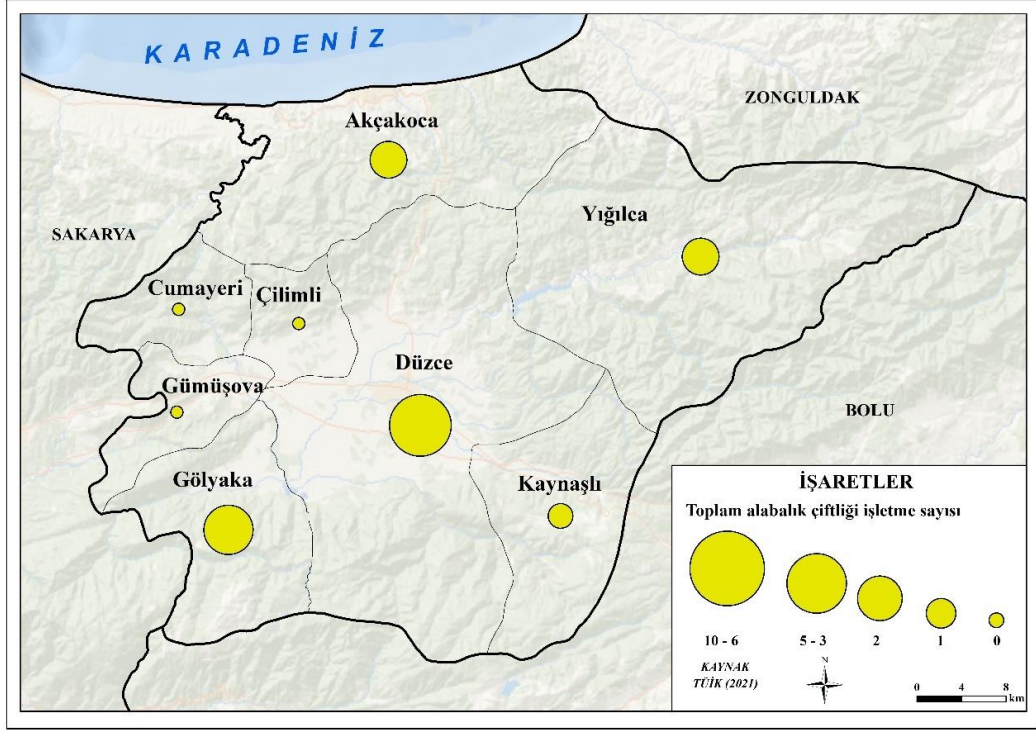 KARADENİZ
ZONGULDAK
Akçakoca
Yığılca
SAKARYA
Cumayeri
Çilimli
Düzce
Gümüşova
BOLU
Gölyaka
Kaynaşlı
İŞARETLER
Toplam alabalık çiftliği işletme sayısı
10 - 6 5 - 3 2 1 0
KAYNAK
TÜİK (2021)
N
0 4 8
km